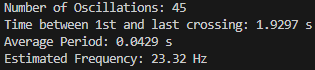 Number of Oscillations: 45
Time between 1st and last crossing: 1.9297 s
Average Period: 0.0429 s
Estimated Frequency: 23.32 Hz